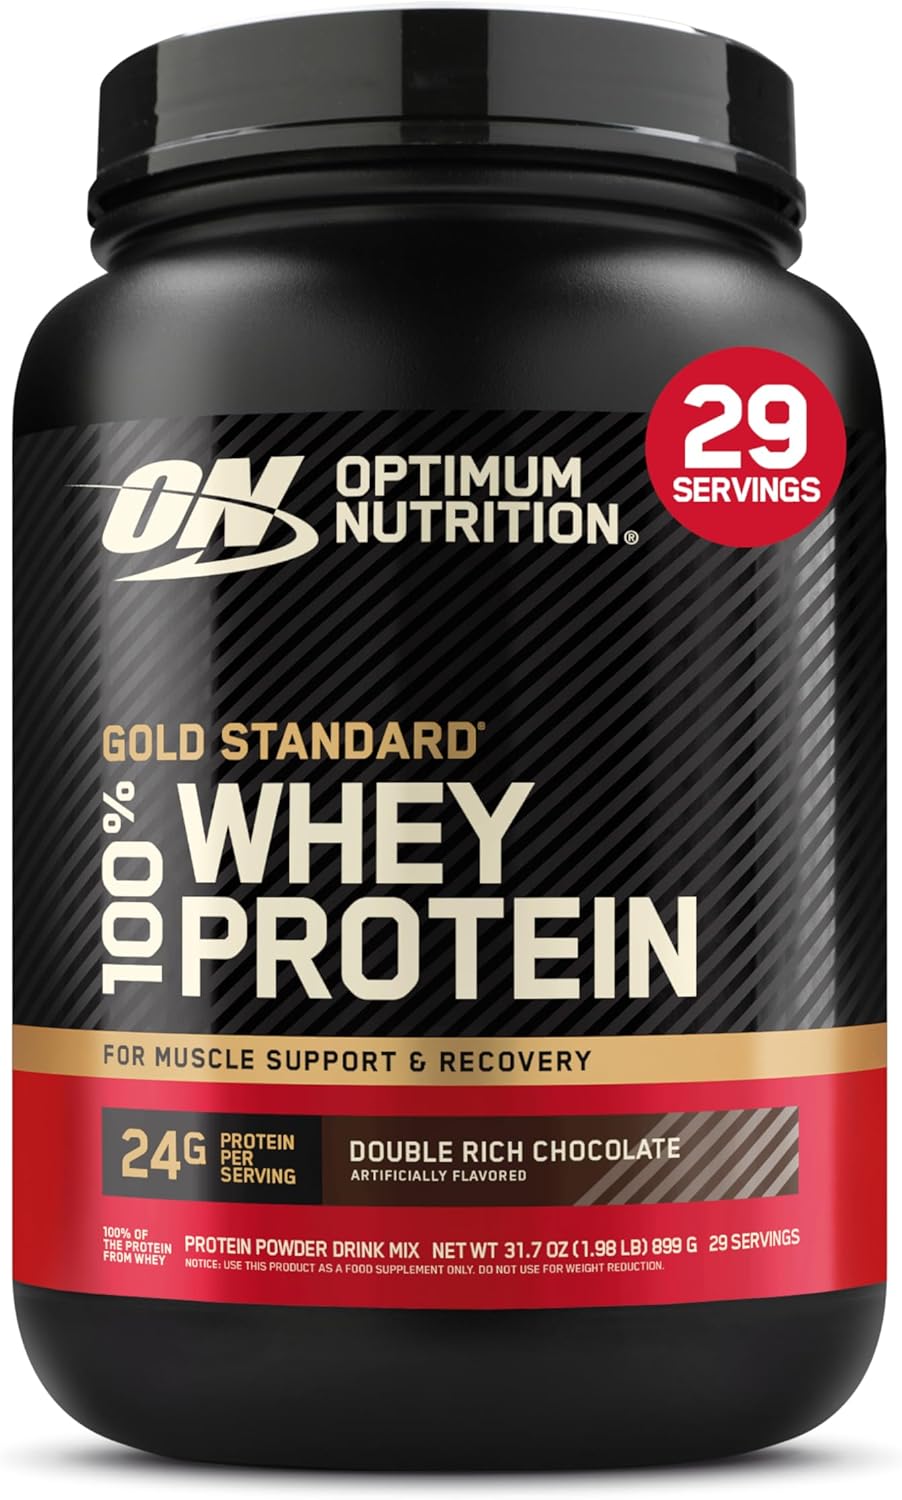 29
SERVINGS
ON
OPTIMUM
NUTRITION®
GOLD STANDARD®
100%
WHEY
PROTEIN
FOR MUSCLE SUPPORT & RECOVERY
24G
PROTEIN
PER
SERVING
DOUBLE RICH CHOCOLATE
ARTIFICIALLY FLAVORED
100% OF
THE PROTEIN
FROM WHEY
PROTEIN POWDER DRINK MIX NET WT 31.7 OZ (1.98 LB) 899 G 29 SERVINGS
NOTICE: USE THIS PRODUCT AS A FOOD SUPPLEMENT ONLY. DO NOT USE FOR WEIGHT REDUCTION.